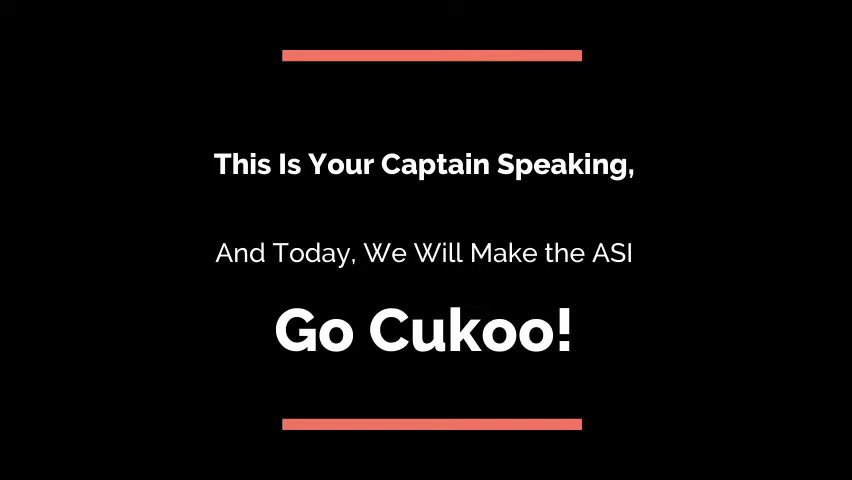 This Is Your Captain Speaking,
And Today, We Will Make the ASI
Go Cukoo!